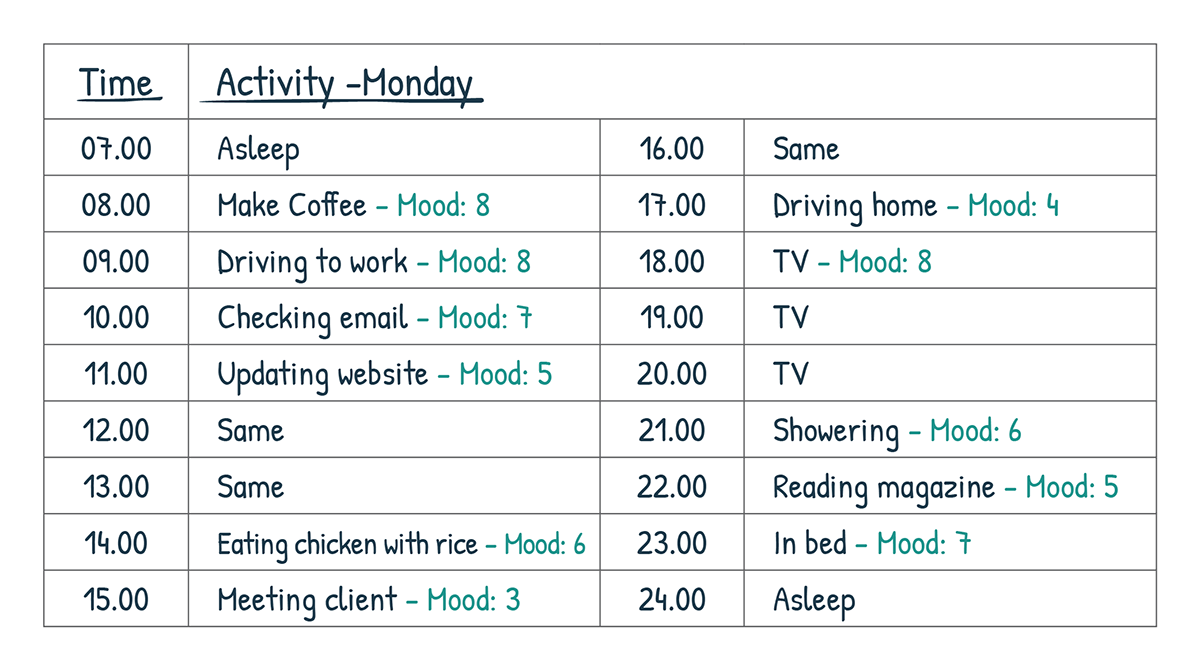 Time Activity -Monday
07.00 Asleep 16.00 Same
08.00 Make Coffee - Mood: 8 17.00 Driving home - Mood: 4
09.00 Driving to work - Mood: 8 18.00 TV - Mood: 8
10.00 Checking email - Mood: 7 19.00 TV
11.00 Updating website - Mood: 5 20.00 TV
12.00 Same 21.00 Showering - Mood: 6
13.00 Same 22.00 Reading magazine - Mood: 5
14.00 Eating chicken with rice - Mood: 6 23.00 In bed - Mood: 7
15.00 Meeting client - Mood: 3 24.00 Asleep